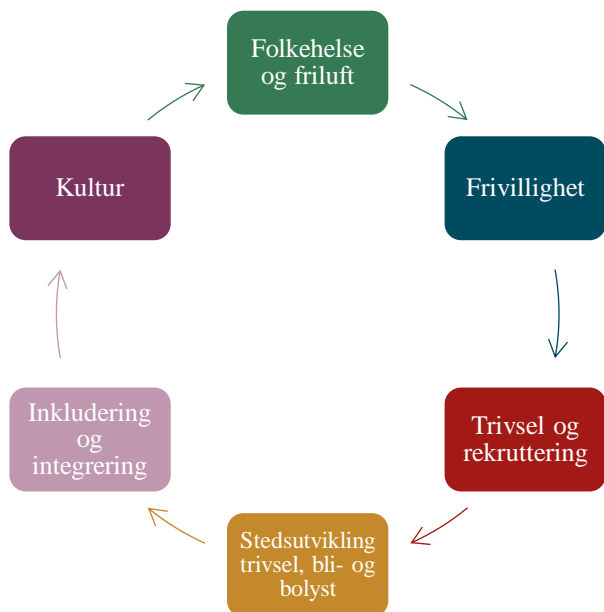 Folkehelse
og friluft
Frivillighet
Trivsel og
rekruttering
Stedsutvikling
trivsel, bli- og
bolyst
Inkludering
og
integrering
Kultur